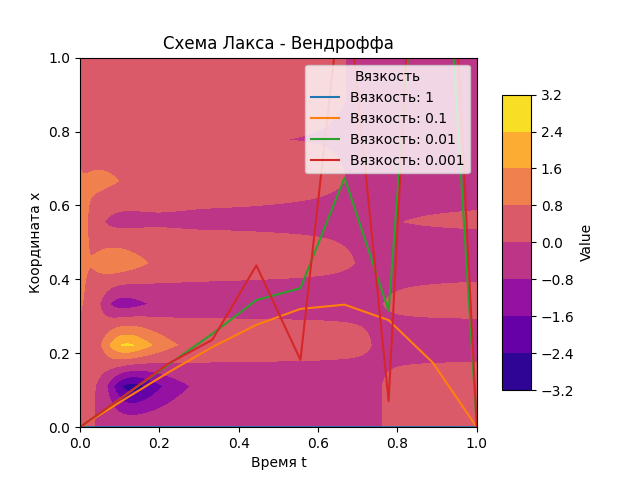 Схема Лакса - Вендроффа
Вязкость
Вязкость: 1
Вязкость: 0.1
Вязкость: 0.01
Вязкость: 0.001
1.0
0.8
0.6
0.4
0.2
0.0
Координата x
0.0 0.2 0.4 0.6 0.8 1.0
Время t
3.2
2.4
1.6
0.8
0.0
−0.8
−1.6
−2.4
−3.2
Value